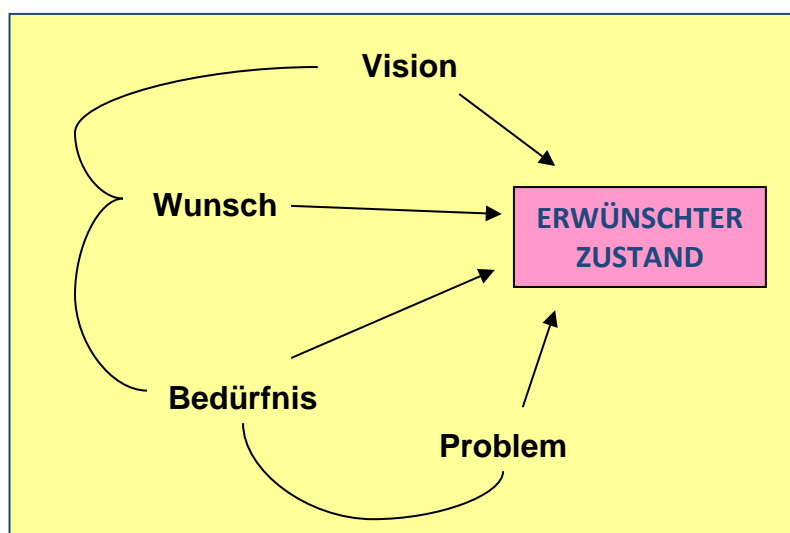 Vision
Wunsch
ERWÜNSCHTER
ZUSTAND
Bedürfnis
Problem